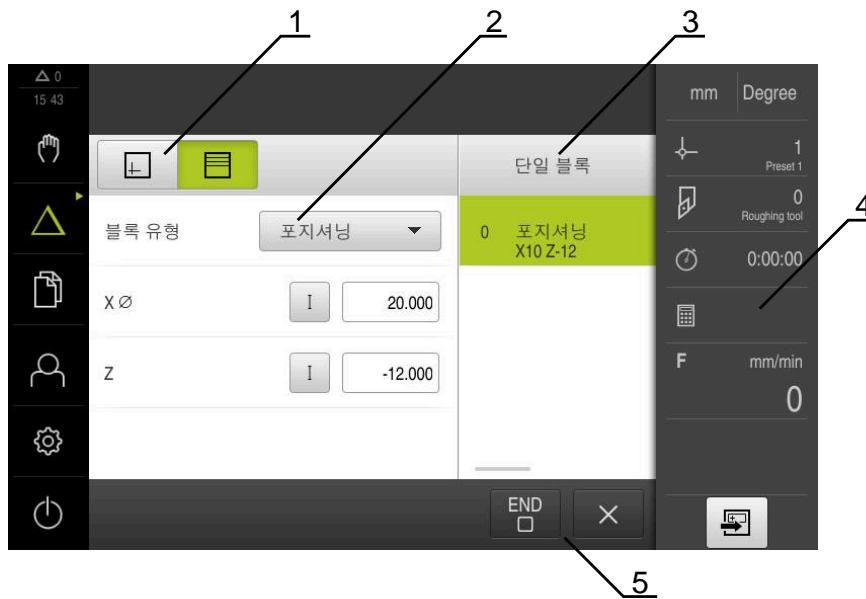 1 2 3
0
15 43
mm Degree
1
Preset 1
단일 블록
0
Roughing tool
4
블록 유형 포지셔닝
0 포지셔닝
X10 Z-12
0:00:00
X ∅ I 20.000
F mm/min
0
Z I -12.000
END
5